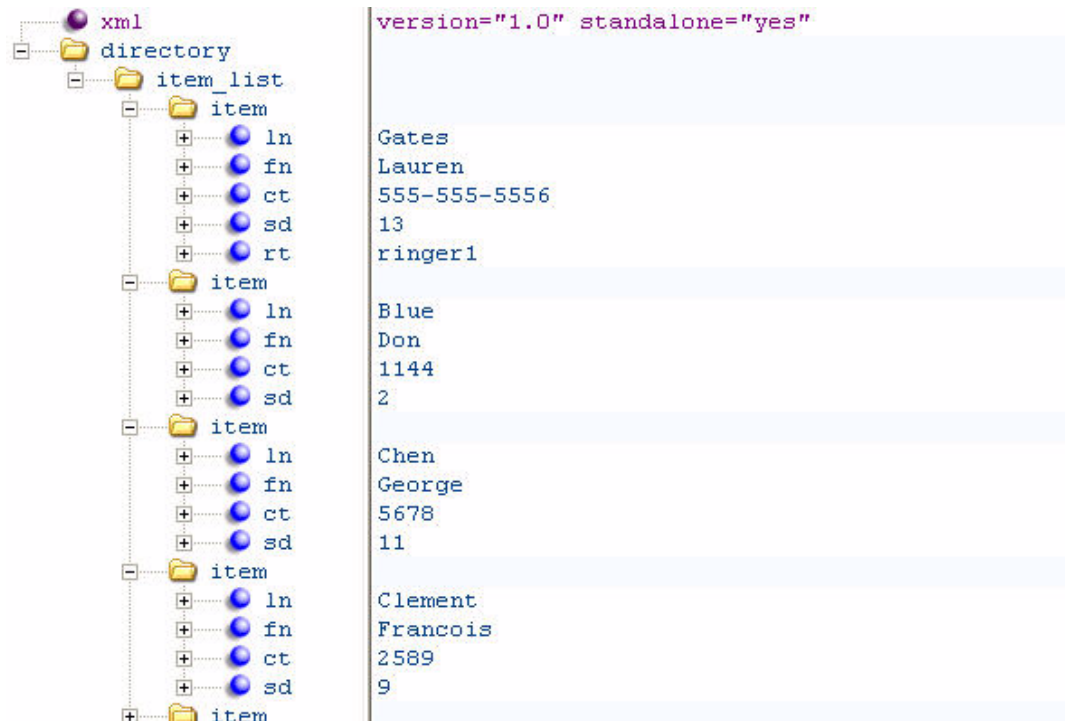 xml version="1.0" standalone="yes"
directory
item_list
item
ln Gates
fn Lauren
ct 555-555-5556
sd 13
rt ringer1
item
ln Blue
fn Don
ct 1144
sd 2
item
ln Chen
fn George
ct 5678
sd 11
item
ln Clement
fn Francois
ct 2589
sd 9
item